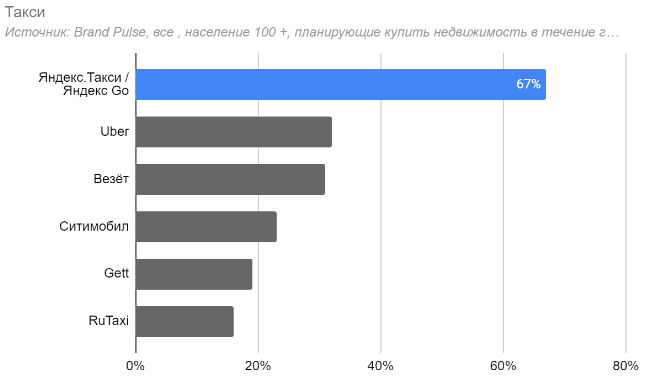 Такси
Источник: Brand Pulse, все , население 100 +, планирующие купить недвижимость в течение г…
Яндекс.Такси /
Яндекс Go
67%
Uber
Везёт
Ситимобил
Gett
RuTaxi
0%
20%
40%
60%
80%